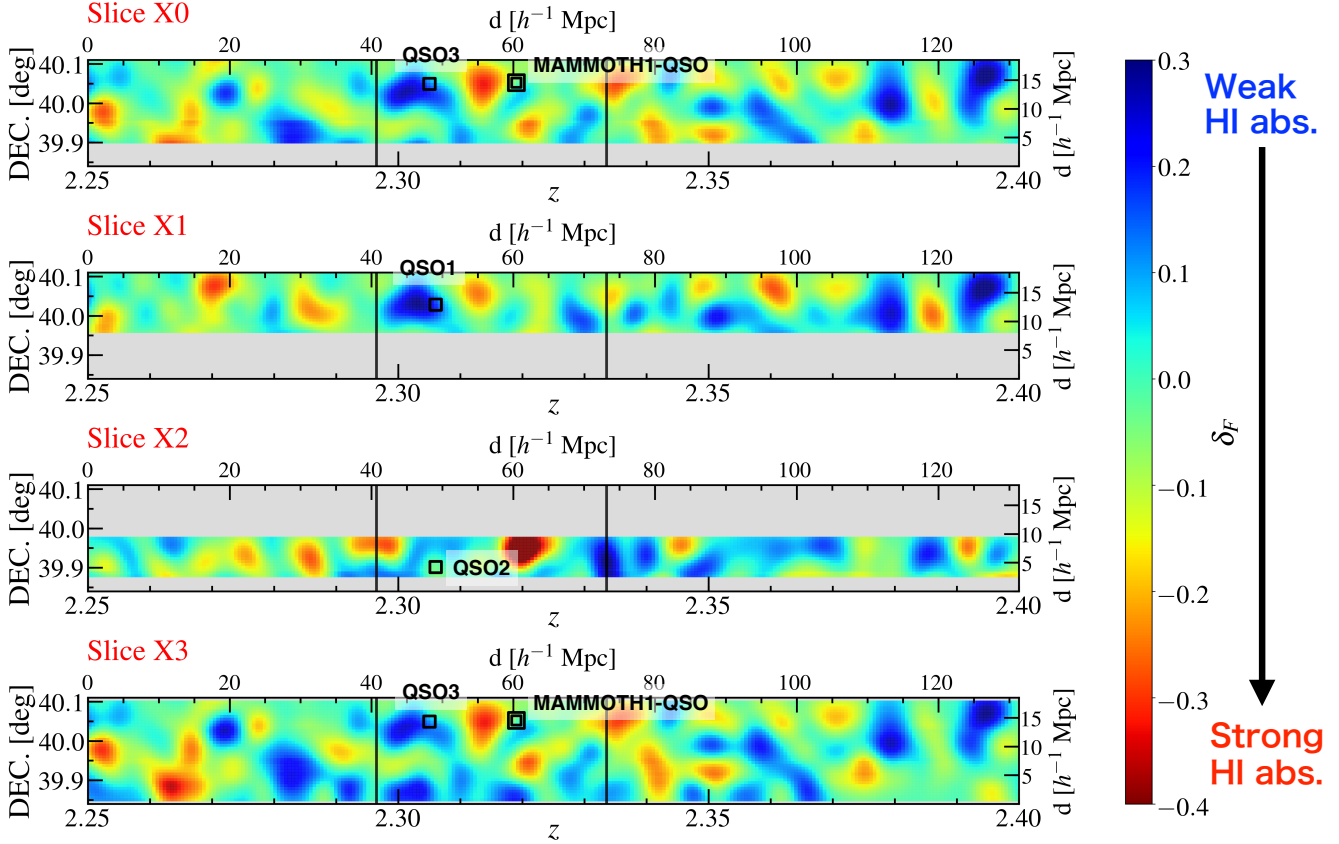 Slice X0
d [h⁻¹ Mpc]
0 20 40 60 80 100 120
QSO3 MAMMOTH1-QSO
DEC. [deg]
40.1
40.0
39.9
15
10
5
d [h⁻¹ Mpc]
2.25 2.30 2.35 2.40
z
Slice X1
d [h⁻¹ Mpc]
0 20 40 60 80 100 120
QSO1
DEC. [deg]
40.1
40.0
39.9
15
10
5
d [h⁻¹ Mpc]
2.25 2.30 2.35 2.40
z
Slice X2
d [h⁻¹ Mpc]
0 20 40 60 80 100 120
DEC. [deg]
40.1
40.0
39.9
QSO2
15
10
5
d [h⁻¹ Mpc]
2.25 2.30 2.35 2.40
z
Slice X3
d [h⁻¹ Mpc]
0 20 40 60 80 100 120
QSO3 MAMMOTH1-QSO
DEC. [deg]
40.1
40.0
39.9
15
10
5
d [h⁻¹ Mpc]
2.25 2.30 2.35 2.40
z
0.3
0.2
0.1
0.0
−0.1
−0.2
−0.3
−0.4
δF
Weak
HI abs.
Strong
HI abs.